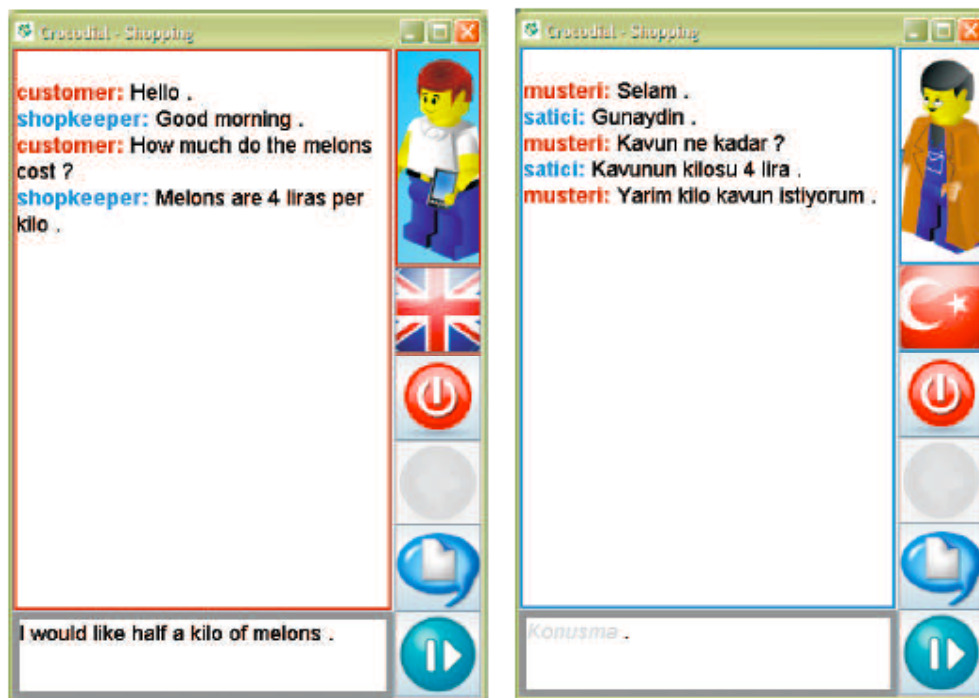 Crocodial - Shopping
customer: Hello .
shopkeeper: Good morning .
customer: How much do the melons
cost ?
shopkeeper: Melons are 4 liras per
kilo .
I would like half a kilo of melons .
Crocodial - Shopping
musteri: Selam .
satici: Gunaydin .
musteri: Kavun ne kadar ?
satici: Kavunun kilosu 4 lira .
musteri: Yarim kilo kavun istiyorum .
Konusma .